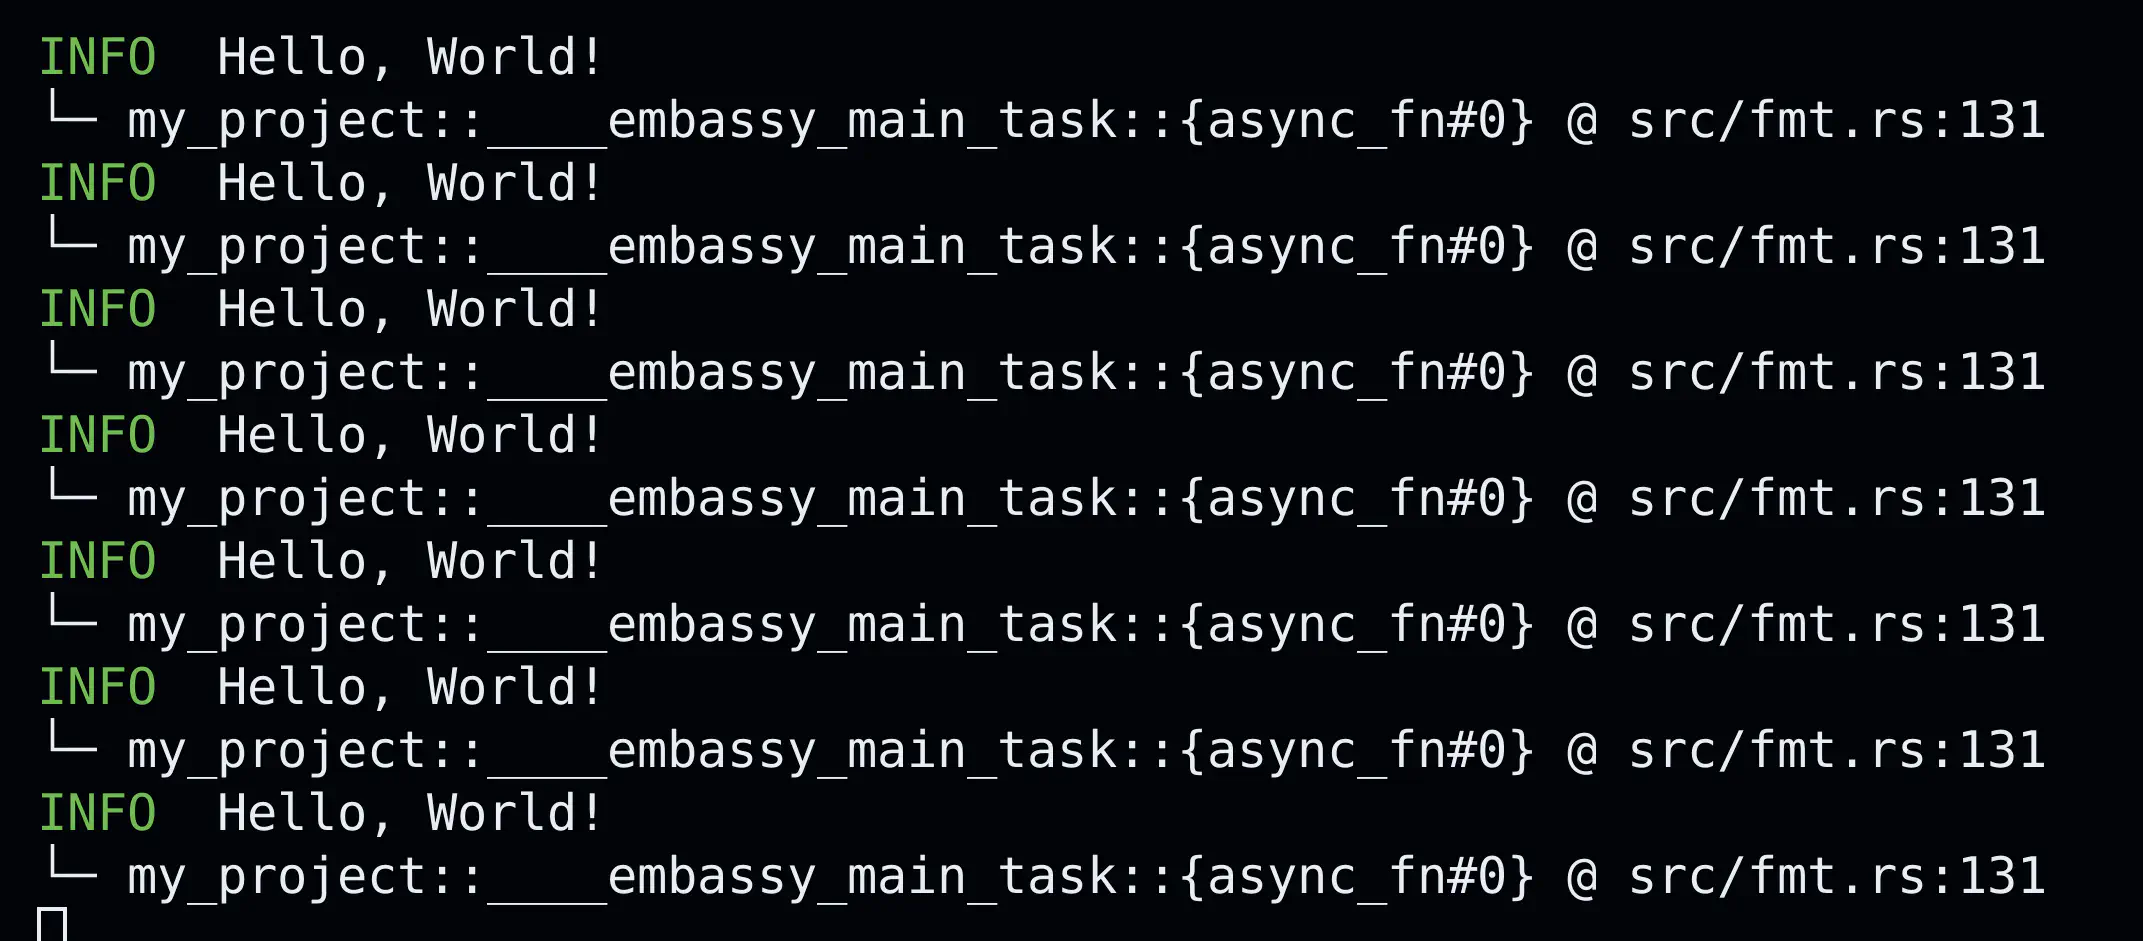 INFO  Hello, World!
└─ my_project::____embassy_main_task::{async_fn#0} @ src/fmt.rs:131
INFO  Hello, World!
└─ my_project::____embassy_main_task::{async_fn#0} @ src/fmt.rs:131
INFO  Hello, World!
└─ my_project::____embassy_main_task::{async_fn#0} @ src/fmt.rs:131
INFO  Hello, World!
└─ my_project::____embassy_main_task::{async_fn#0} @ src/fmt.rs:131
INFO  Hello, World!
└─ my_project::____embassy_main_task::{async_fn#0} @ src/fmt.rs:131
INFO  Hello, World!
└─ my_project::____embassy_main_task::{async_fn#0} @ src/fmt.rs:131
INFO  Hello, World!
└─ my_project::____embassy_main_task::{async_fn#0} @ src/fmt.rs:131